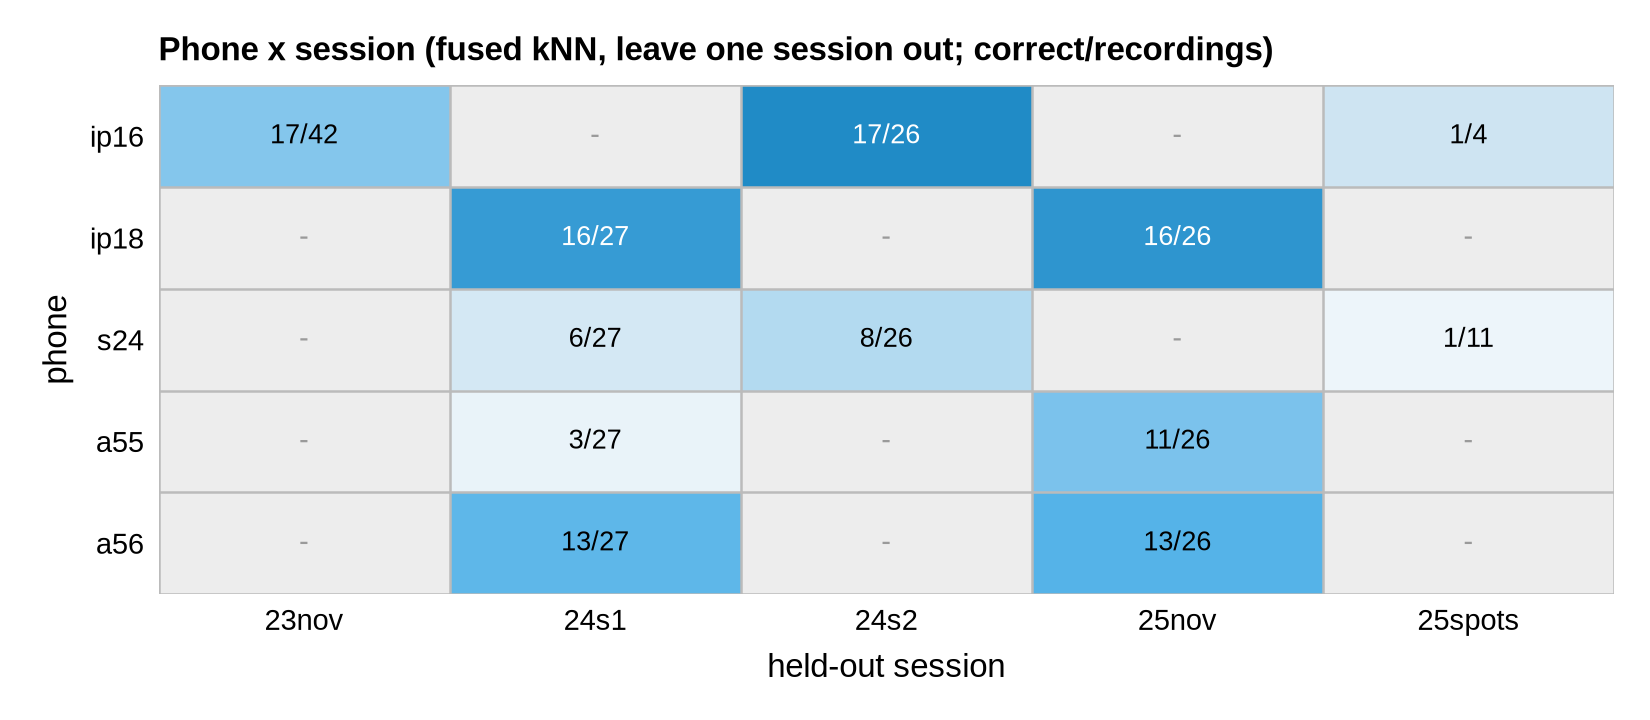 Phone x session (fused kNN, leave one session out; correct/recordings)
phone
ip16 17/42 - 17/26 - 1/4
ip18 - 16/27 - 16/26 -
s24 - 6/27 8/26 - 1/11
a55 - 3/27 - 11/26 -
a56 - 13/27 - 13/26 -
23nov 24s1 24s2 25nov 25spots
held-out session